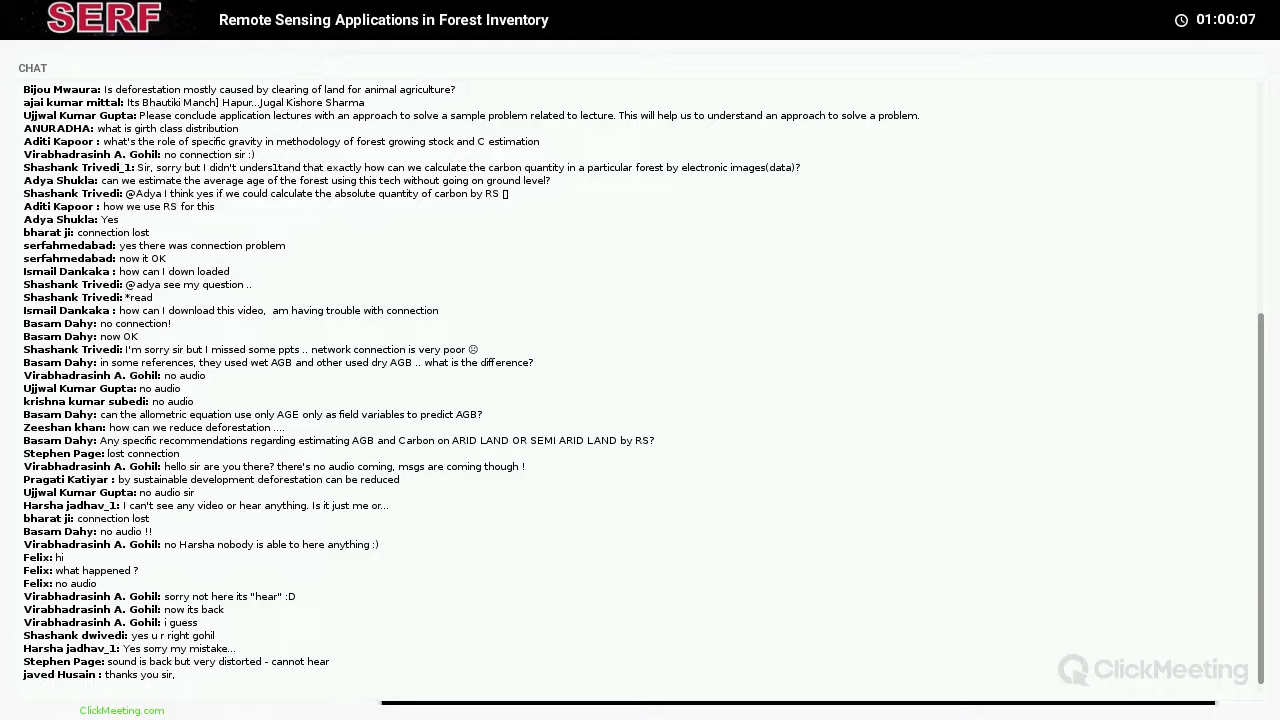 SERF
Remote Sensing Applications in Forest Inventory
01:00:07
CHAT
Bijou Mwaura: Is deforestation mostly caused by clearing of land for animal agriculture?
ajai kumar mittal: Its Bhautiki Manch] Hapur...Jugal Kishore Sharma
Ujjwal Kumar Gupta: Please conclude application lectures with an approach to solve a sample problem related to lecture. This will help us to understand an approach to solve a problem.
ANURADHA: what is girth class distribution
Aditi Kapoor : what's the role of specific gravity in methodology of forest growing stock and C estimation
Virabhadrasinh A. Gohil: no connection sir :)
Shashank Trivedi_1: Sir, sorry but I didn't unders1tand that exactly how can we calculate the carbon quantity in a particular forest by electronic images(data)?
Adya Shukla: can we estimate the average age of the forest using this tech without going on ground level?
Shashank Trivedi: @Adya I think yes if we could calculate the absolute quantity of carbon by RS []
Aditi Kapoor : how we use RS for this
Adya Shukla: Yes
bharat ji: connection lost
serfahmedabad: yes there was connection problem
serfahmedabad: now it OK
Ismail Dankaka : how can I down loaded
Shashank Trivedi: @adya see my question ..
Shashank Trivedi: *read
Ismail Dankaka : how can I download this video,  am having trouble with connection
Basam Dahy: no connection!
Basam Dahy: now OK
Shashank Trivedi: I'm sorry sir but I missed some ppts .. network connection is very poor ☹
Basam Dahy: in some references, they used wet AGB and other used dry AGB .. what is the difference?
Virabhadrasinh A. Gohil: no audio
Ujjwal Kumar Gupta: no audio
krishna kumar subedi: no audio
Basam Dahy: can the allometric equation use only AGE only as field variables to predict AGB?
Zeeshan khan: how can we reduce deforestation ....
Basam Dahy: Any specific recommendations regarding estimating AGB and Carbon on ARID LAND OR SEMI ARID LAND by RS?
Stephen Page: lost connection
Virabhadrasinh A. Gohil: hello sir are you there? there's no audio coming, msgs are coming though !
Pragati Katiyar : by sustainable development deforestation can be reduced
Ujjwal Kumar Gupta: no audio sir
Harsha jadhav_1: I can't see any video or hear anything. Is it just me or...
bharat ji: connection lost
Basam Dahy: no audio !!
Virabhadrasinh A. Gohil: no Harsha nobody is able to here anything :)
Felix: hi
Felix: what happened ?
Felix: no audio
Virabhadrasinh A. Gohil: sorry not here its "hear" :D
Virabhadrasinh A. Gohil: now its back
Virabhadrasinh A. Gohil: i guess
Shashank dwivedi: yes u r right gohil
Harsha jadhav_1: Yes sorry my mistake...
Stephen Page: sound is back but very distorted - cannot hear
javed Husain : thanks you sir,
ClickMeeting
ClickMeeting.com